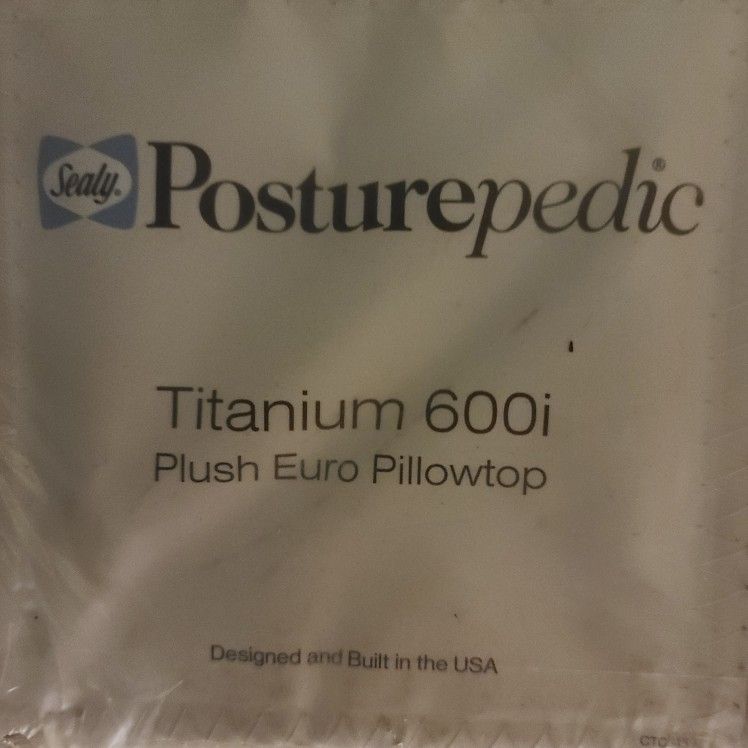 Sealy® Posturepedic®
Titanium 600i
Plush Euro Pillowtop
Designed and Built in the USA